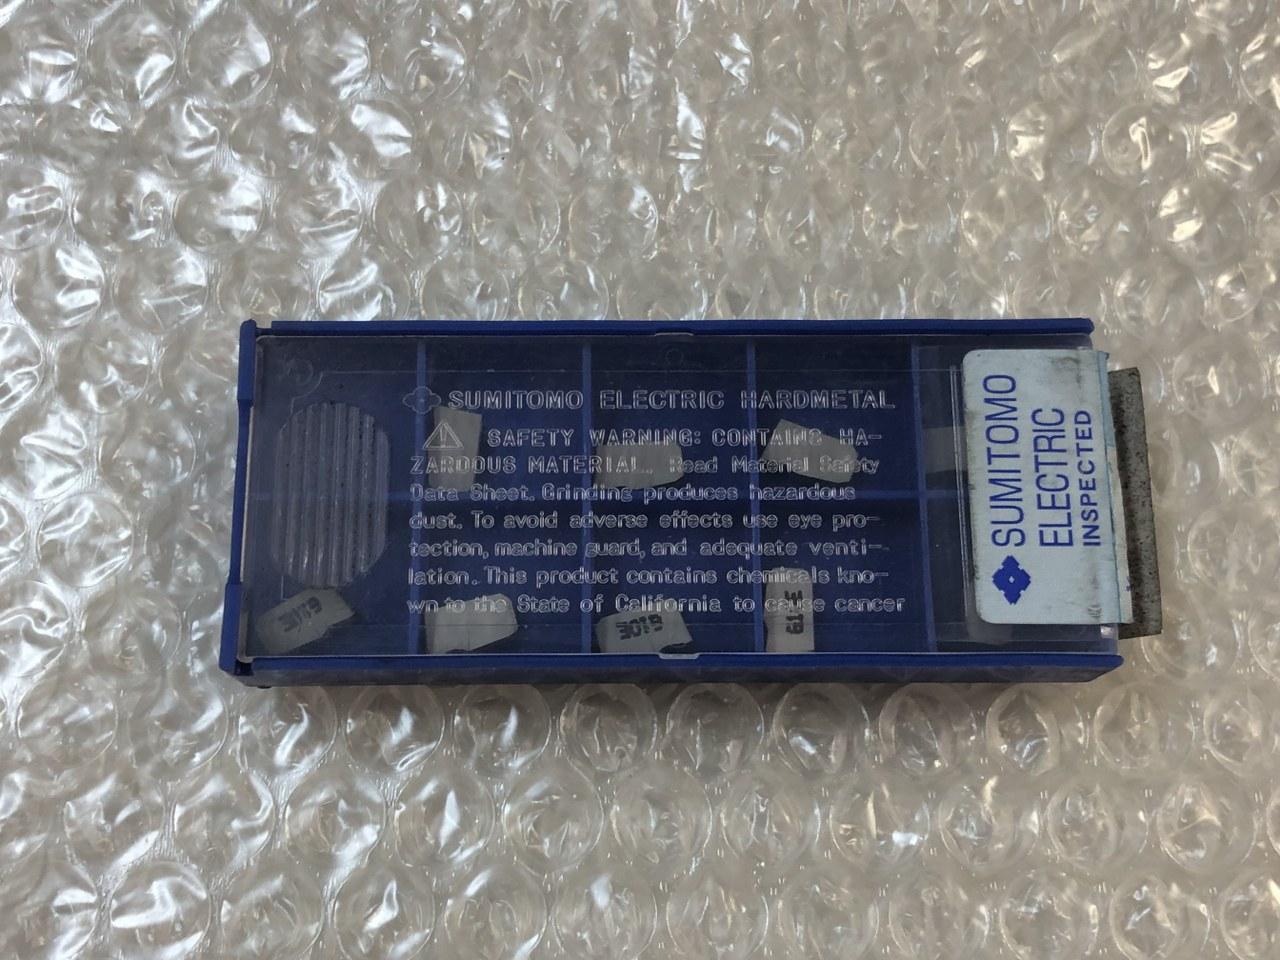 SUMITOMO ELECTRIC HARDMETAL
SAFETY WARNING: CONTAINS HA-
ZARDOUS MATERIAL. Read Material Safety
Data Sheet. Grinding produces hazardous
dust. To avoid adverse effects use eye pro-
tection, machine guard, and adequate venti-
lation. This product contains chemicals kno-
wn to the State of California to cause cancer
SUMITOMO
ELECTRIC
INSPECTED